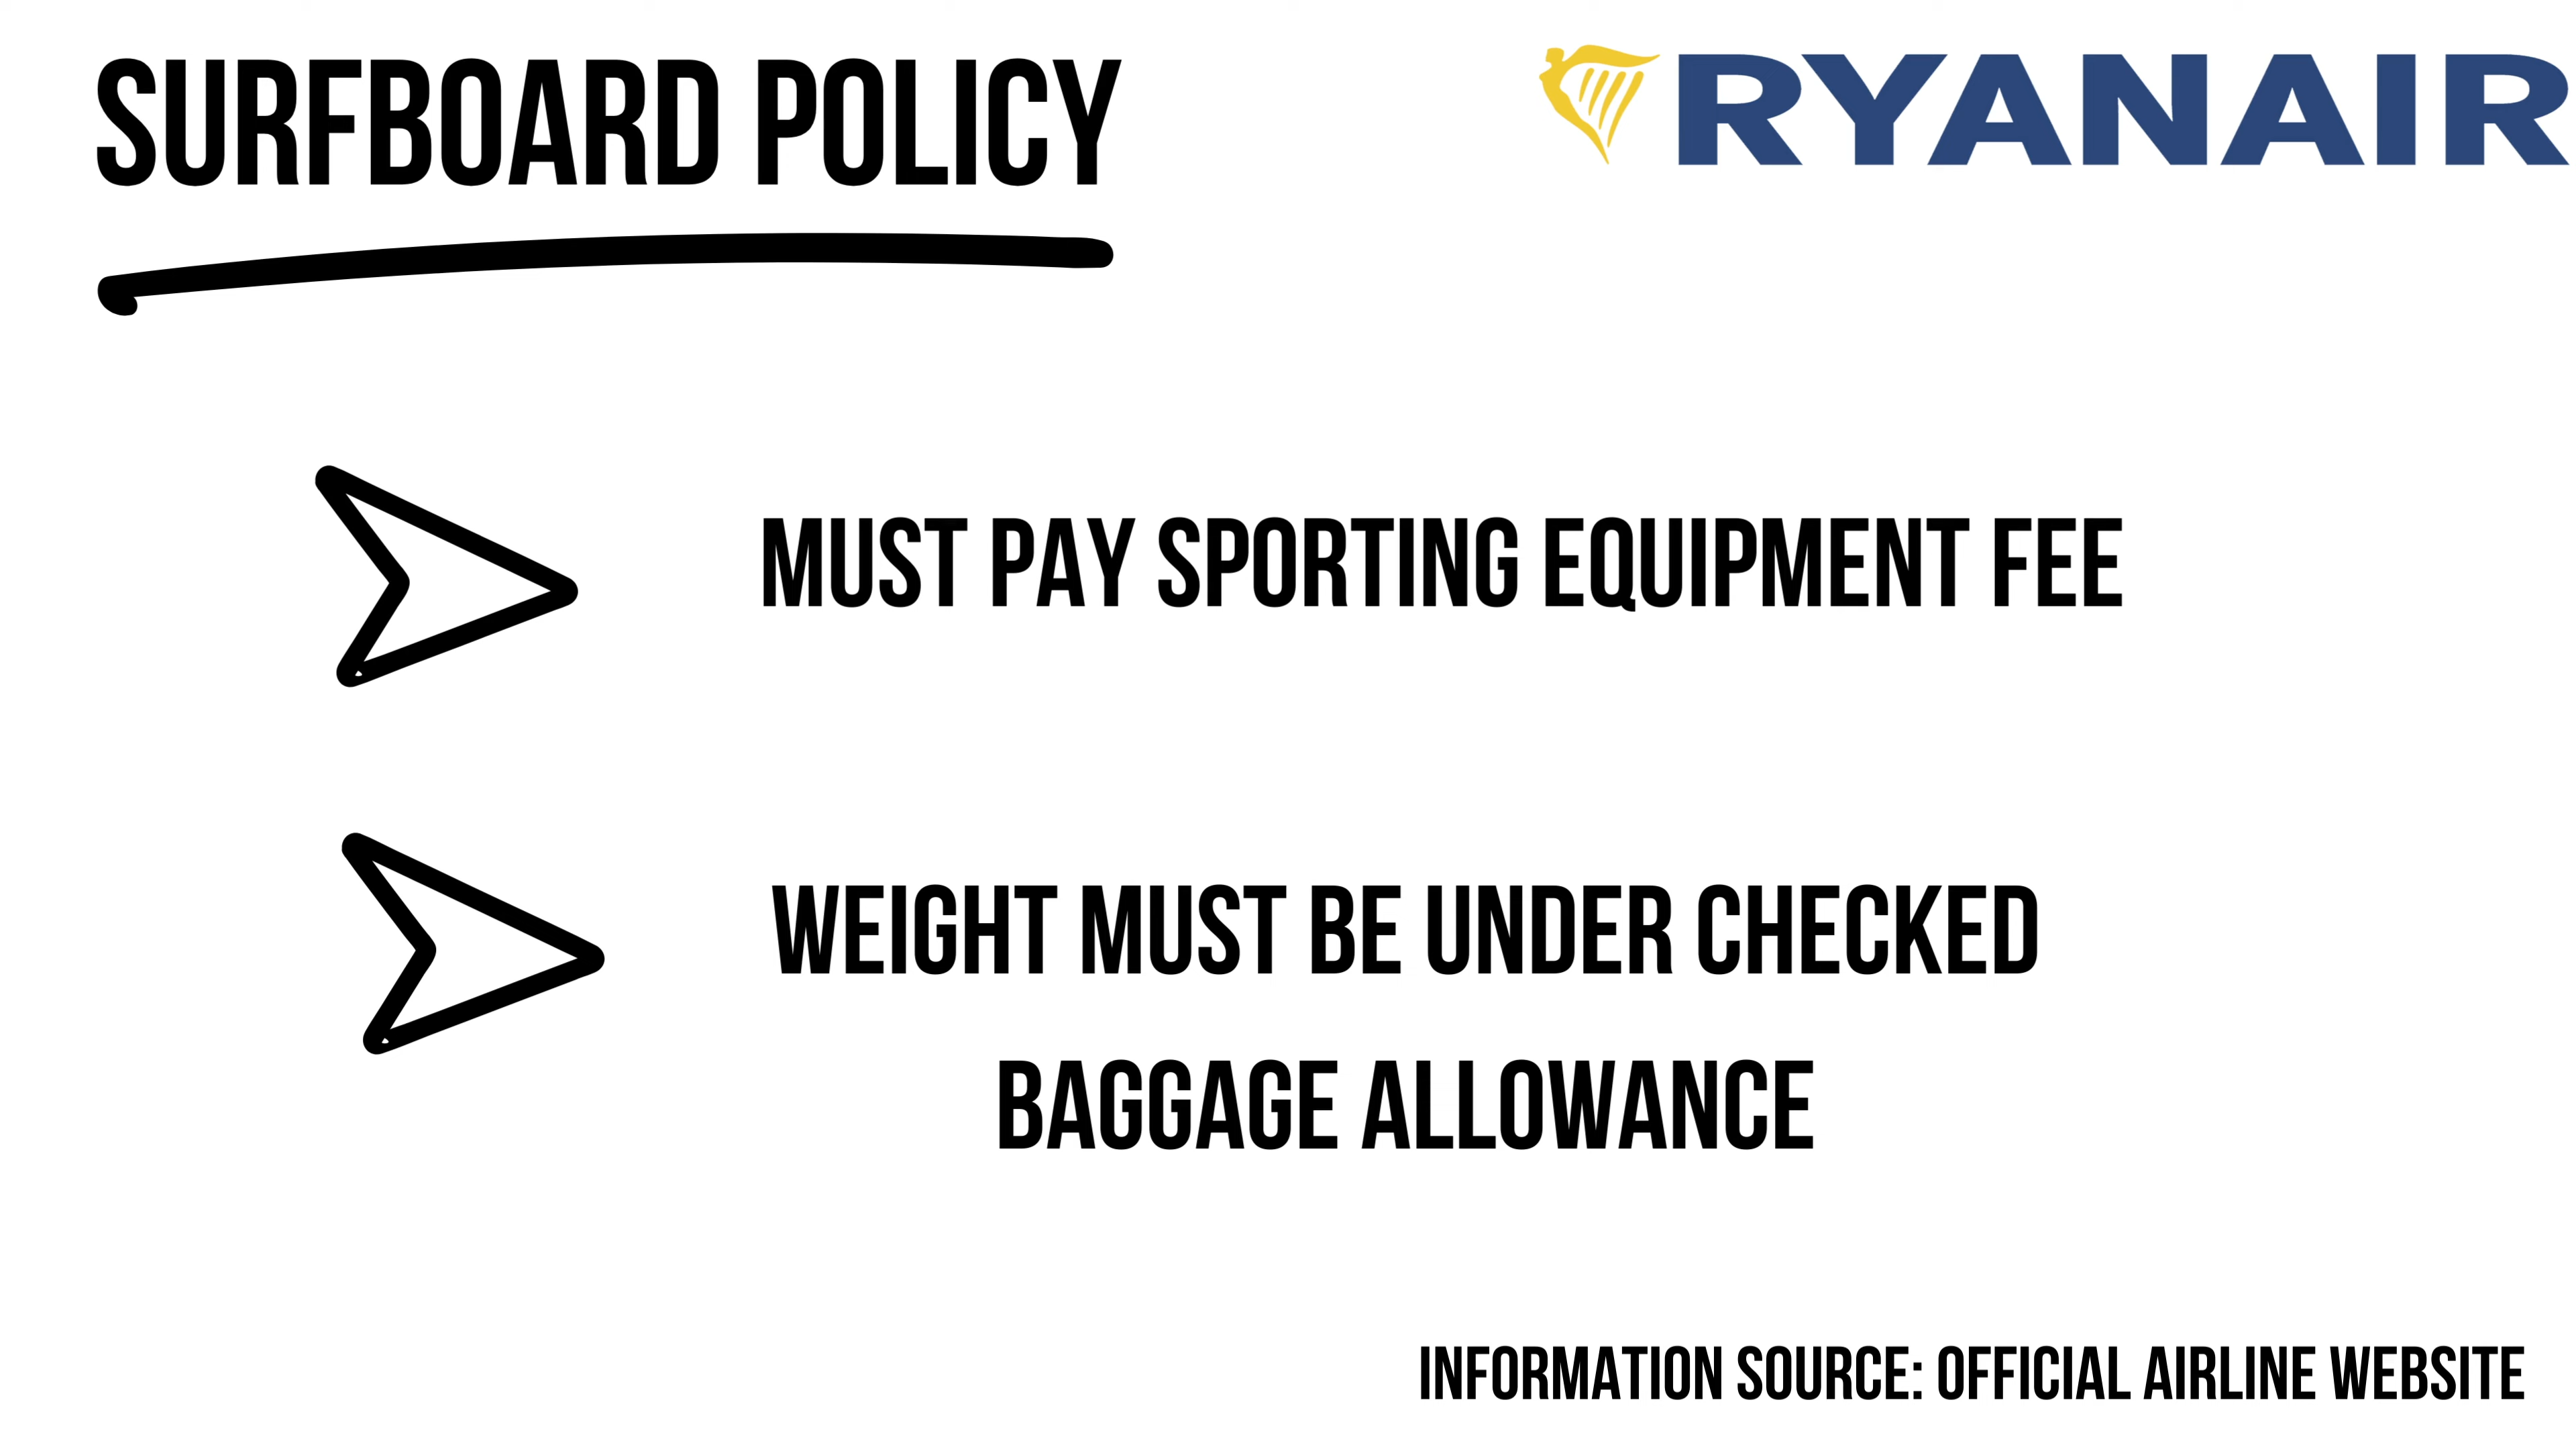 SURFBOARD POLICY
RYANAIR
MUST PAY SPORTING EQUIPMENT FEE
WEIGHT MUST BE UNDER CHECKED
BAGGAGE ALLOWANCE
INFORMATION SOURCE: OFFICIAL AIRLINE WEBSITE